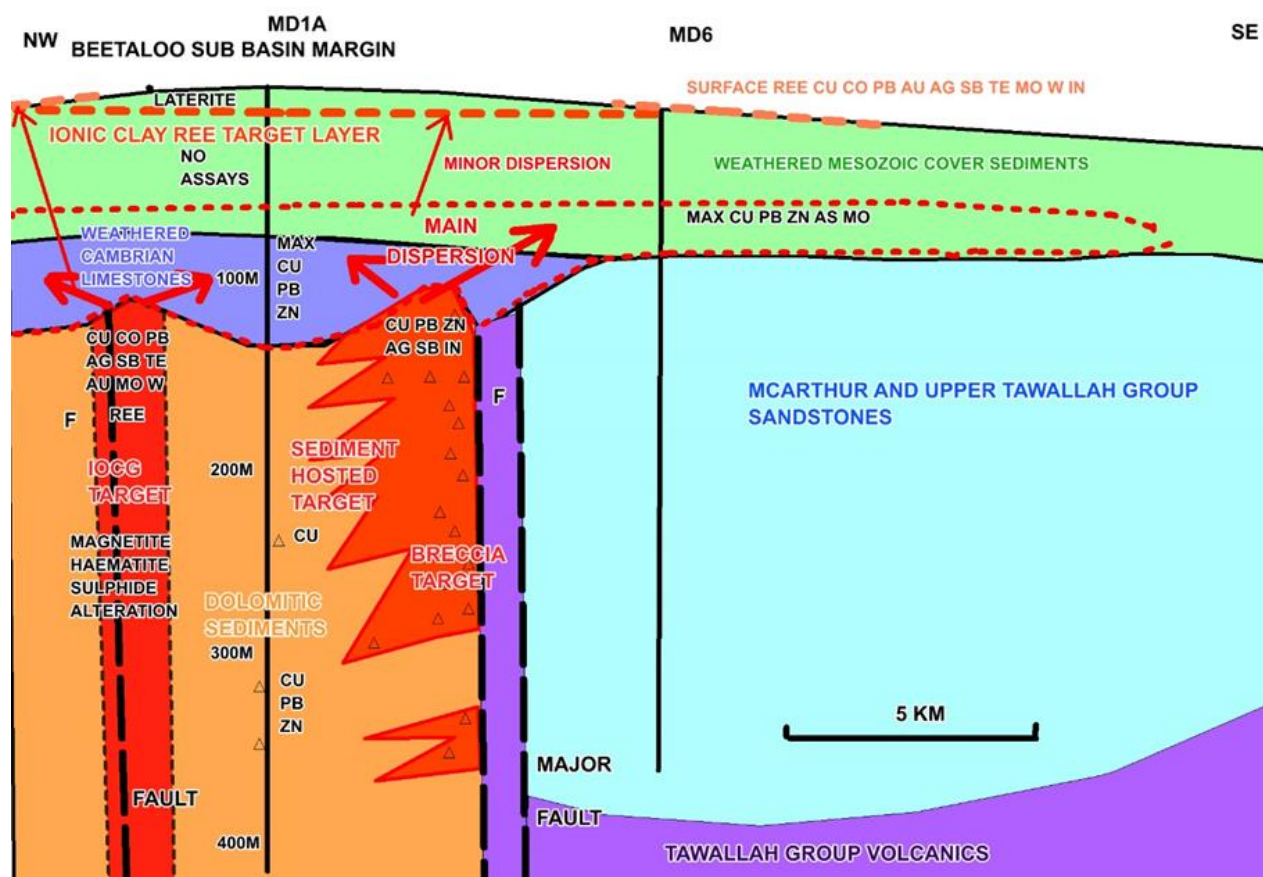 NW
MD1A
BEETALOO SUB BASIN MARGIN
MD6
SE
SURFACE REE CU CO PB AU AG SB TE MO W IN
LATERITE
IONIC CLAY REE TARGET LAYER
NO
ASSAYS
MINOR DISPERSION
WEATHERED MESOZOIC COVER SEDIMENTS
MAX CU PB ZN AS MO
WEATHERED
CAMBRIAN
LIMESTONES
100M
MAX
CU
PB
ZN
MAIN
DISPERSION
CU CO PB
AG SB TE
AU MO W
REE
F
CU PB ZN
AG SB IN
F
MCARTHUR AND UPPER TAWALLAH GROUP
SANDSTONES
IOCG
TARGET
200M
SEDIMENT
HOSTED
TARGET
MAGNETITE
HAEMATITE
SULPHIDE
ALTERATION
CU
BRECCIA
TARGET
DOLOMITIC
SEDIMENTS
300M
CU
PB
ZN
5 KM
FAULT
MAJOR
FAULT
400M
TAWALLAH GROUP VOLCANICS